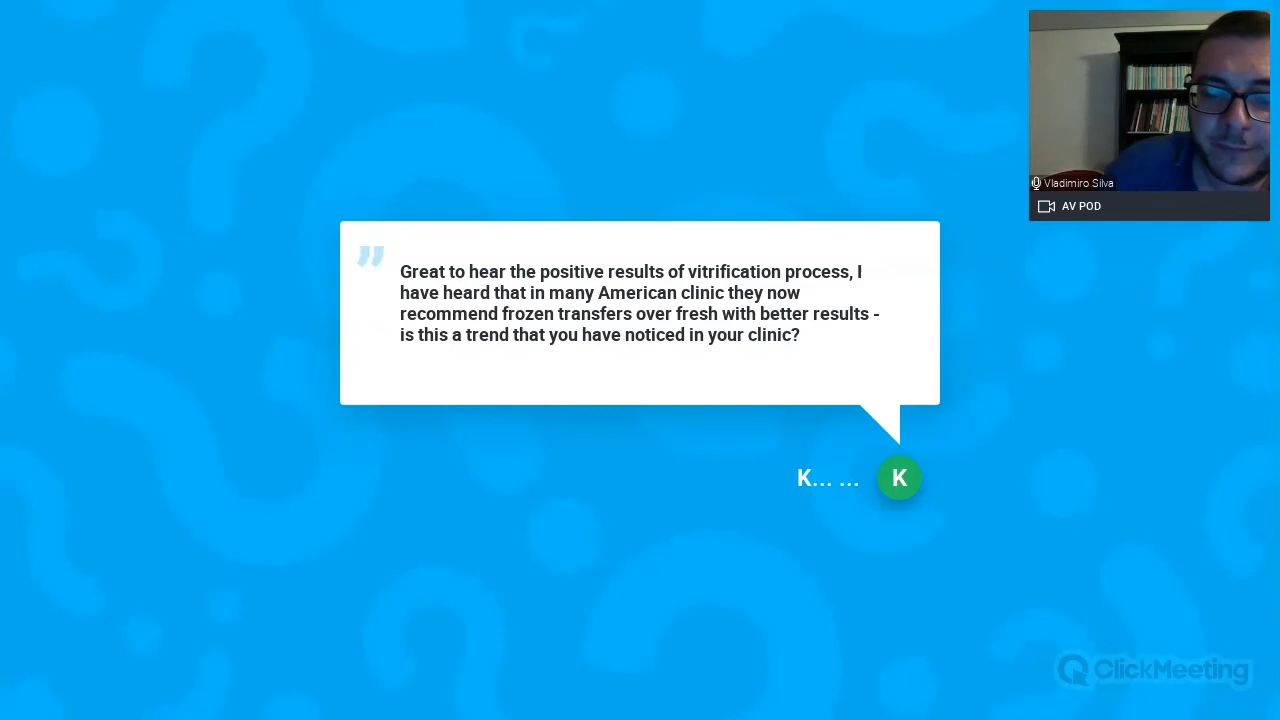 Vladimiro Silva
AV POD
Great to hear the positive results of vitrification process, I
have heard that in many American clinic they now
recommend frozen transfers over fresh with better results -
is this a trend that you have noticed in your clinic?
K... ...
K
ClickMeeting